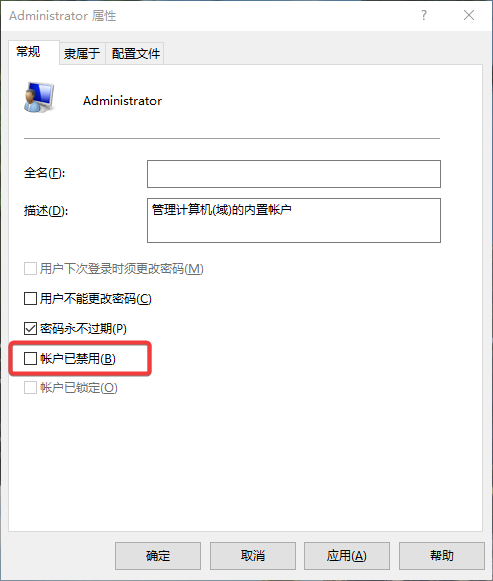 Administrator 属性
常规 隶属于 配置文件
Administrator
全名(F):
描述(D): 管理计算机(域)的内置帐户
用户下次登录时须更改密码(M)
用户不能更改密码(C)
密码永不过期(P)
帐户已禁用(B)
帐户已锁定(O)
确定 取消 应用(A) 帮助